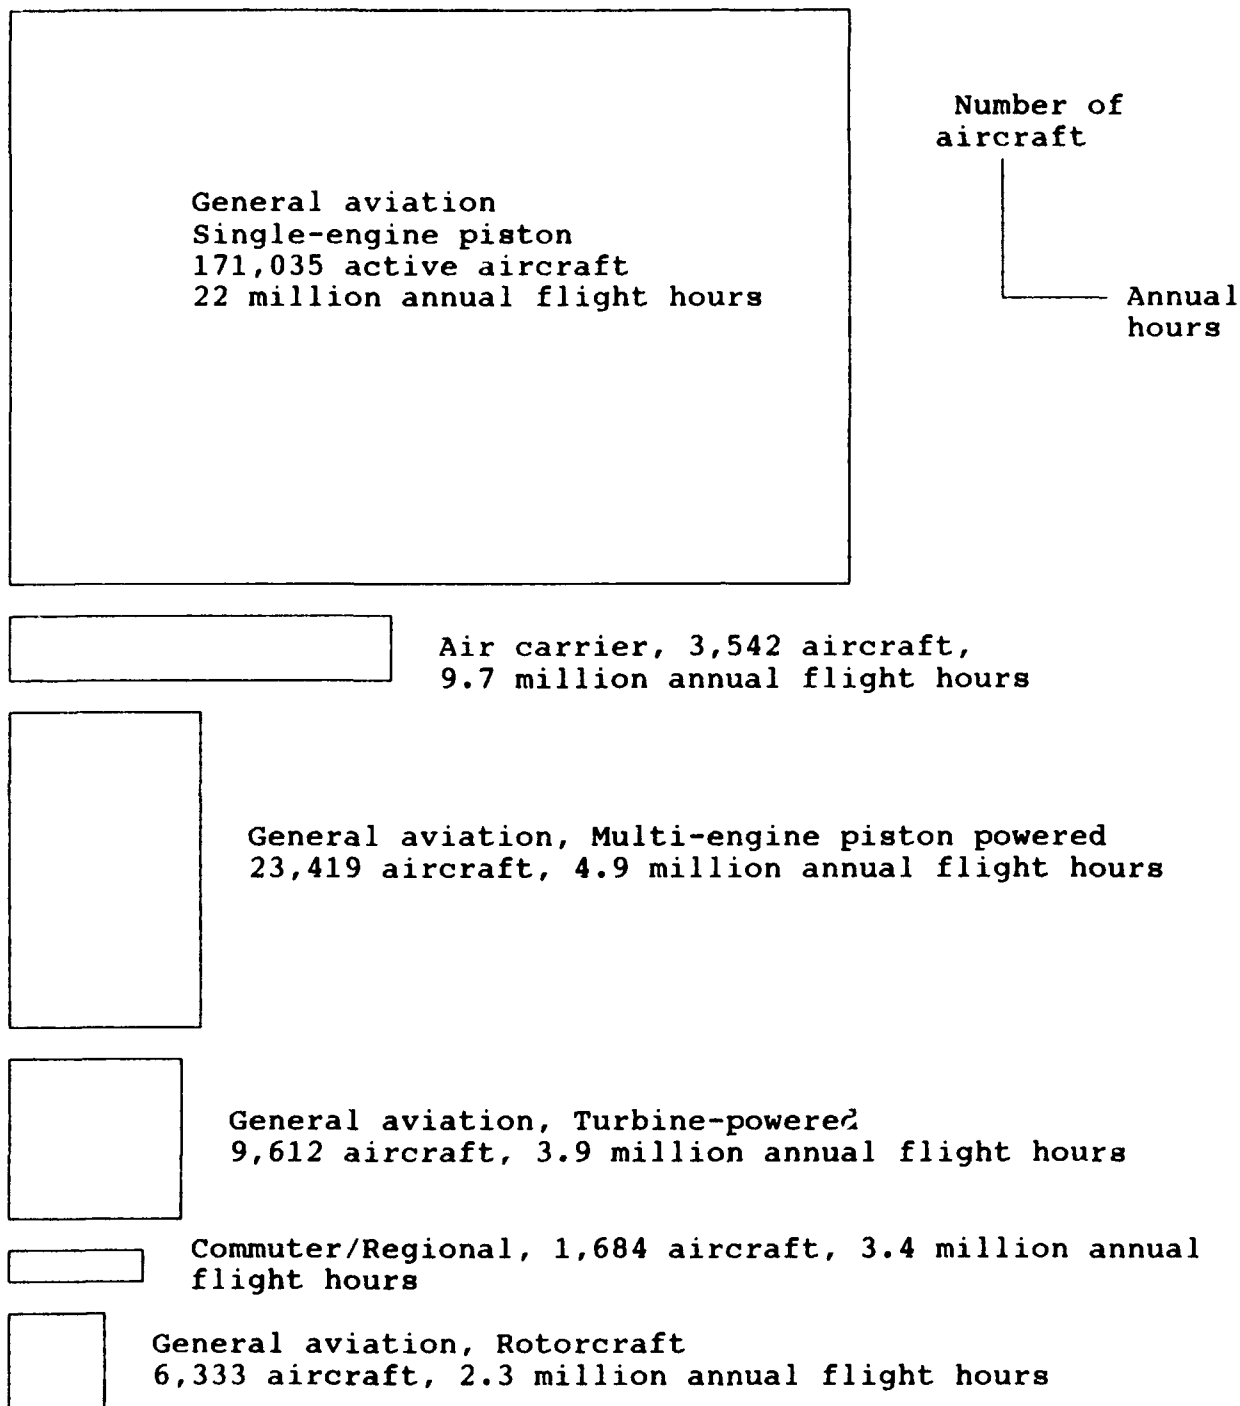 Number of
aircraft
General aviation
Single-engine piston
171,035 active aircraft
22 million annual flight hours
Annual
hours
Air carrier, 3,542 aircraft,
9.7 million annual flight hours
General aviation, Multi-engine piston powered
23,419 aircraft, 4.9 million annual flight hours
General aviation, Turbine-powered
9,612 aircraft, 3.9 million annual flight hours
Commuter/Regional, 1,684 aircraft, 3.4 million annual
flight hours
General aviation, Rotorcraft
6,333 aircraft, 2.3 million annual flight hours